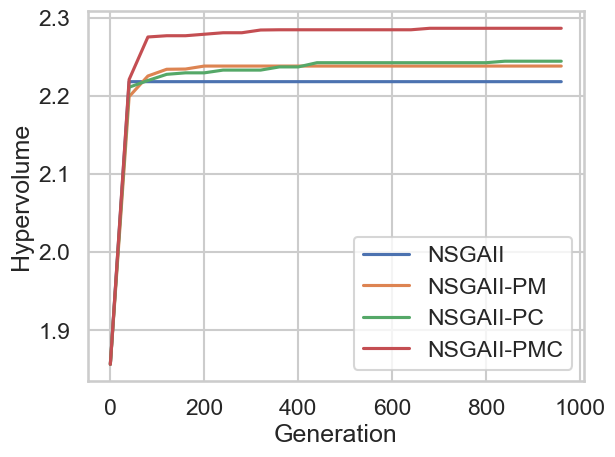 2.3
2.2
2.1
2.0
1.9
Hypervolume
NSGAII
NSGAII-PM
NSGAII-PC
NSGAII-PMC
0 200 400 600 800 1000
Generation